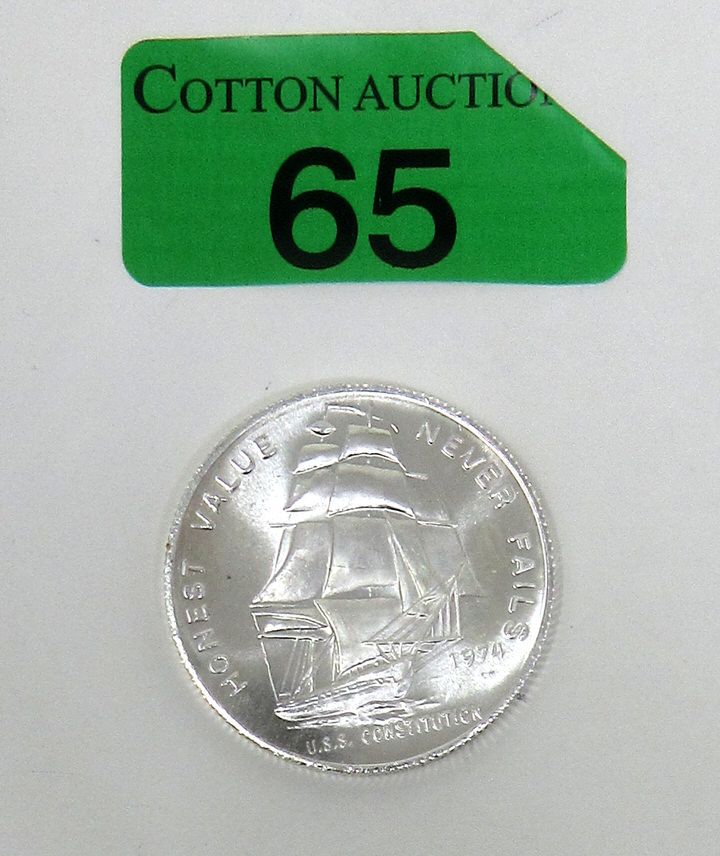 COTTON AUCTIO
65
HONEST VALUE NEVER FAILS
1974
U.S.S. CONSTITUTION